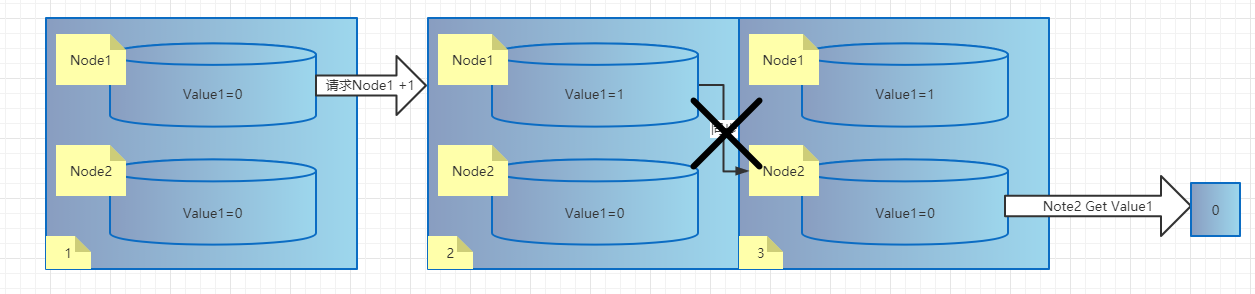 Node1
Value1=0
Node2
Value1=0
1
请求Node1 +1
Node1
Value1=1
Node2
Value1=0
2
Node1
Value1=1
Node2
Value1=0
3
Note2 Get Value1
0